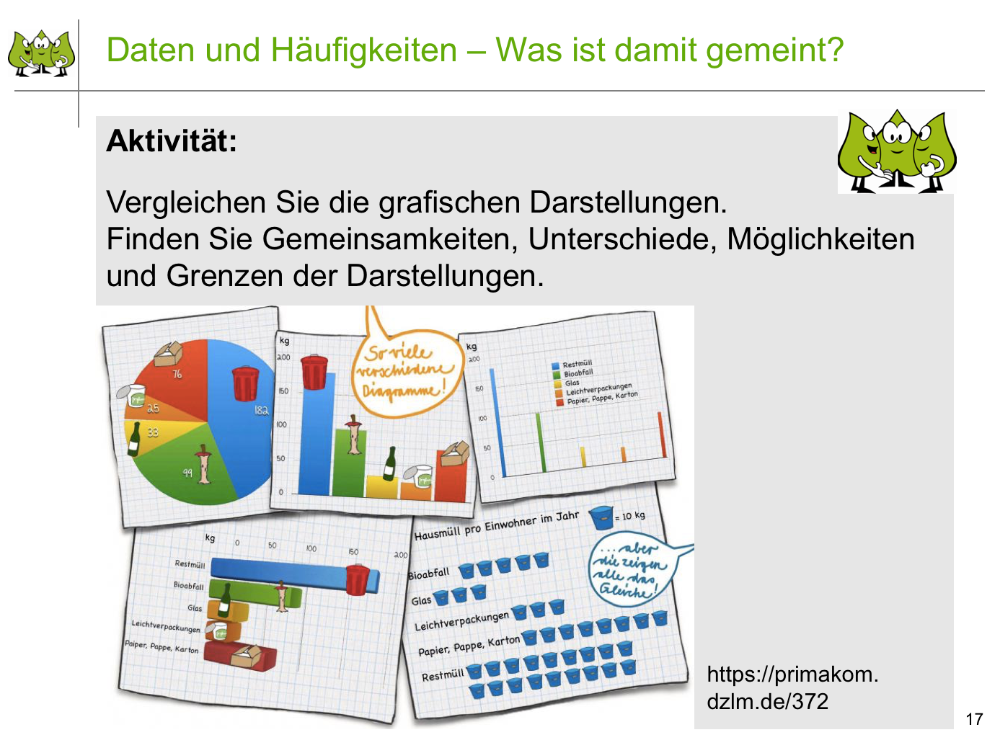 Daten und Häufigkeiten – Was ist damit gemeint?
Aktivität:
Vergleichen Sie die grafischen Darstellungen.
Finden Sie Gemeinsamkeiten, Unterschiede, Möglichkeiten
und Grenzen der Darstellungen.
76
25
33
99
182
kg
200
150
100
50
0
So viele
verschiedene
Diagramme!
kg
200
150
100
50
0
Restmüll
Bioabfall
Glas
Leichtverpackungen
Papier, Pappe, Karton
kg 0 50 100 150 200
Restmüll
Bioabfall
Glas
Leichtverpackungen
Paiper, Pappe, Karton
Hausmüll pro Einwohner im Jahr = 10 kg
Bioabfall
Glas
Leichtverpackungen
Papier, Pappe, Karton
Restmüll
... aber
die zeigen
alle das
Gleiche!
https://primakom.
dzlm.de/372
17